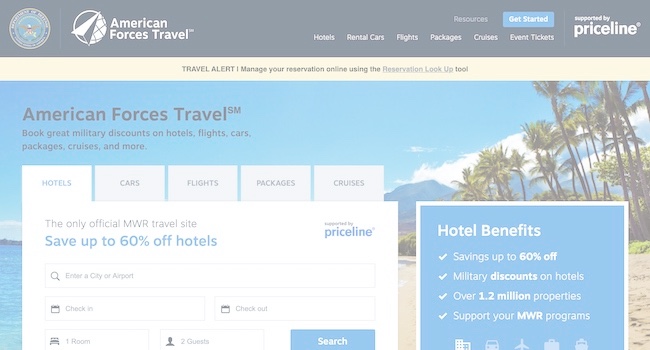 American
Forces Travel℠
Resources
Get Started
Hotels
Rental Cars
Flights
Packages
Cruises
Event Tickets
supported by
priceline®
TRAVEL ALERT | Manage your reservation online using the Reservation Look Up tool
American Forces Travel℠
Book great military discounts on hotels, flights, cars,
packages, cruises, and more.
HOTELS
CARS
FLIGHTS
PACKAGES
CRUISES
The only official MWR travel site
Save up to 60% off hotels
supported by
priceline®
Enter a City or Airport
Check in
Check out
1 Room
2 Guests
Search
Hotel Benefits
Savings up to 60% off
Military discounts on hotels
Over 1.2 million properties
Support your MWR programs